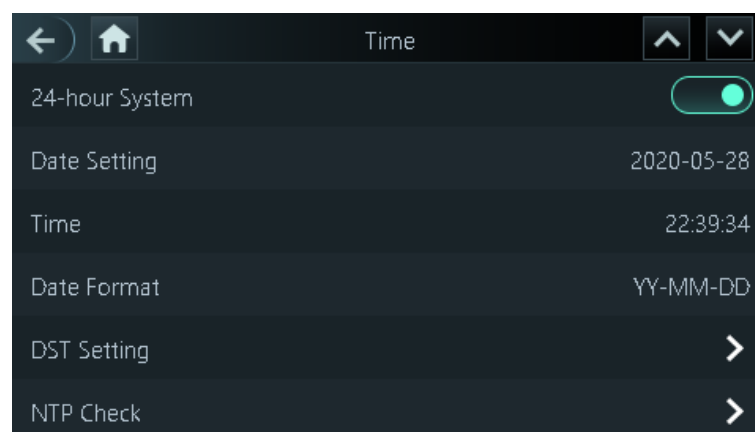 Time
24-hour System
Date Setting 2020-05-28
Time 22:39:34
Date Format YY-MM-DD
DST Setting
NTP Check